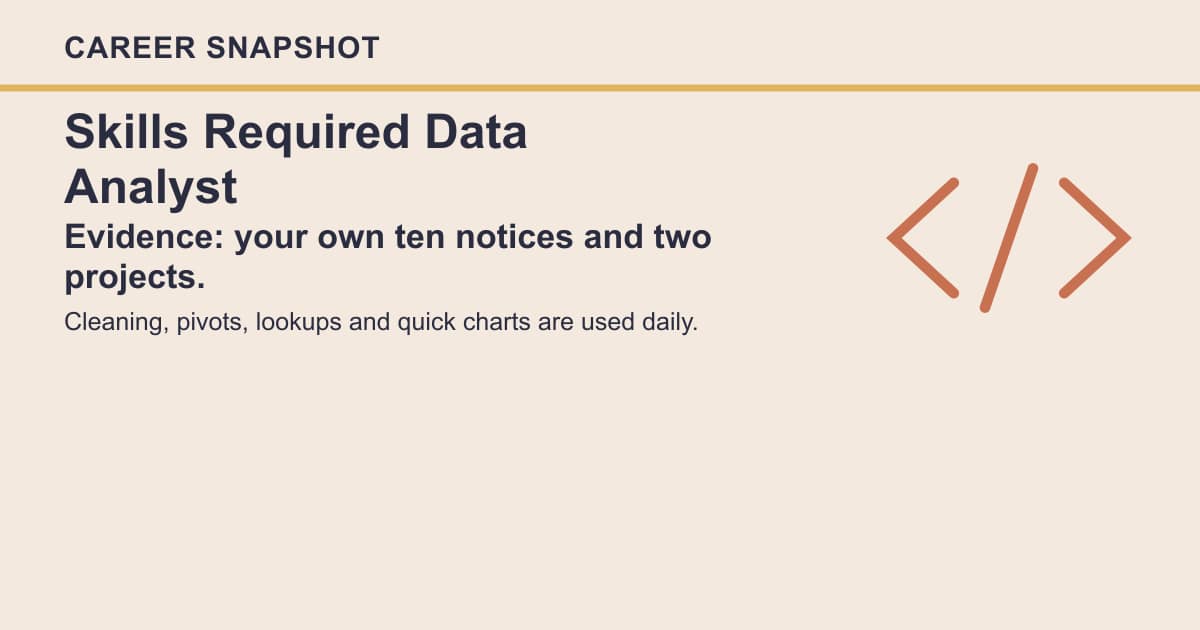 CAREER SNAPSHOT
Skills Required Data
Analyst
Evidence: your own ten notices and two
projects.
Cleaning, pivots, lookups and quick charts are used daily.